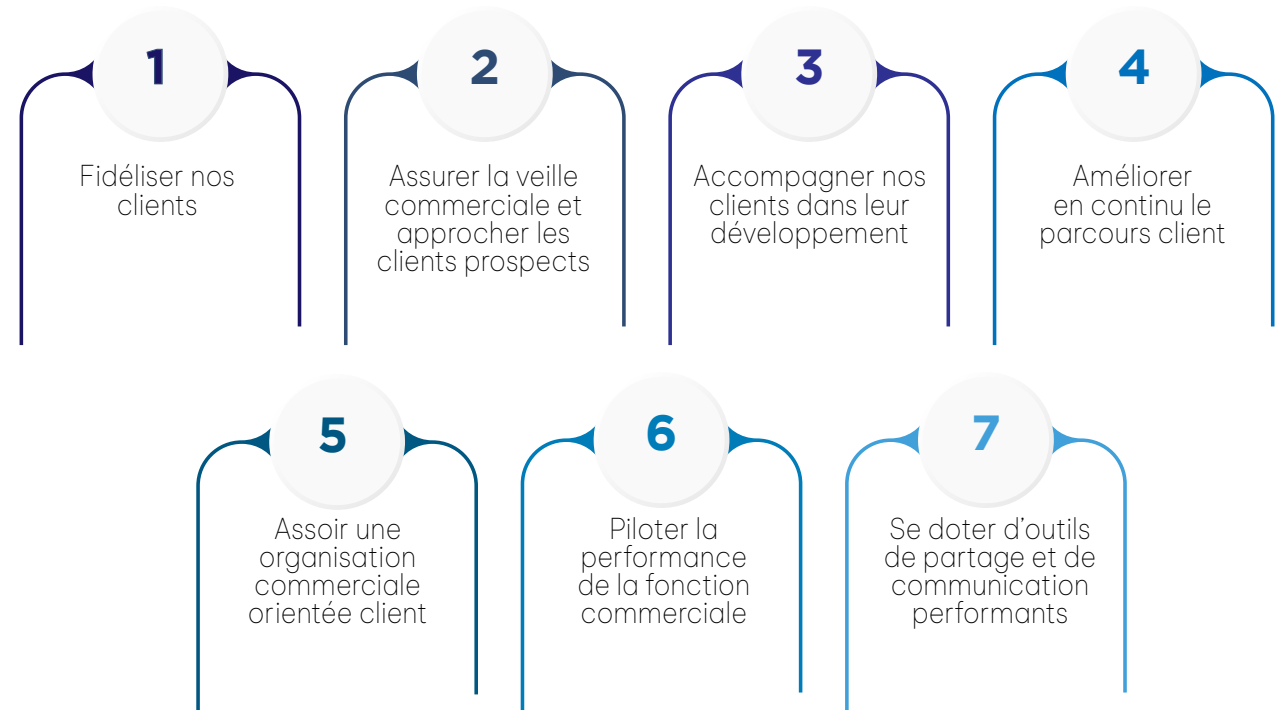 1
Fidéliser nos
clients
2
Assurer la veille
commerciale et
approcher les
clients prospects
3
Accompagner nos
clients dans leur
développement
4
Améliorer
en continu le
parcours client
5
Assoir une
organisation
commerciale
orientée client
6
Piloter la
performance
de la fonction
commerciale
7
Se doter d'outils
de partage et de
communication
performants